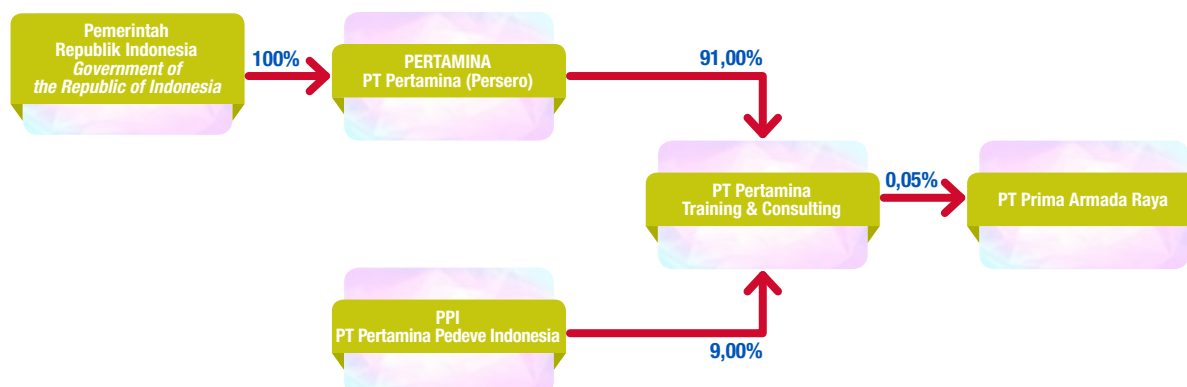 Pemerintah
Republik Indonesia
Government of
the Republic of Indonesia
100%
PERTAMINA
PT Pertamina (Persero)
91,00%
PT Pertamina
Training & Consulting
0,05%
PT Prima Armada Raya
PPI
PT Pertamina Pedeve Indonesia
9,00%